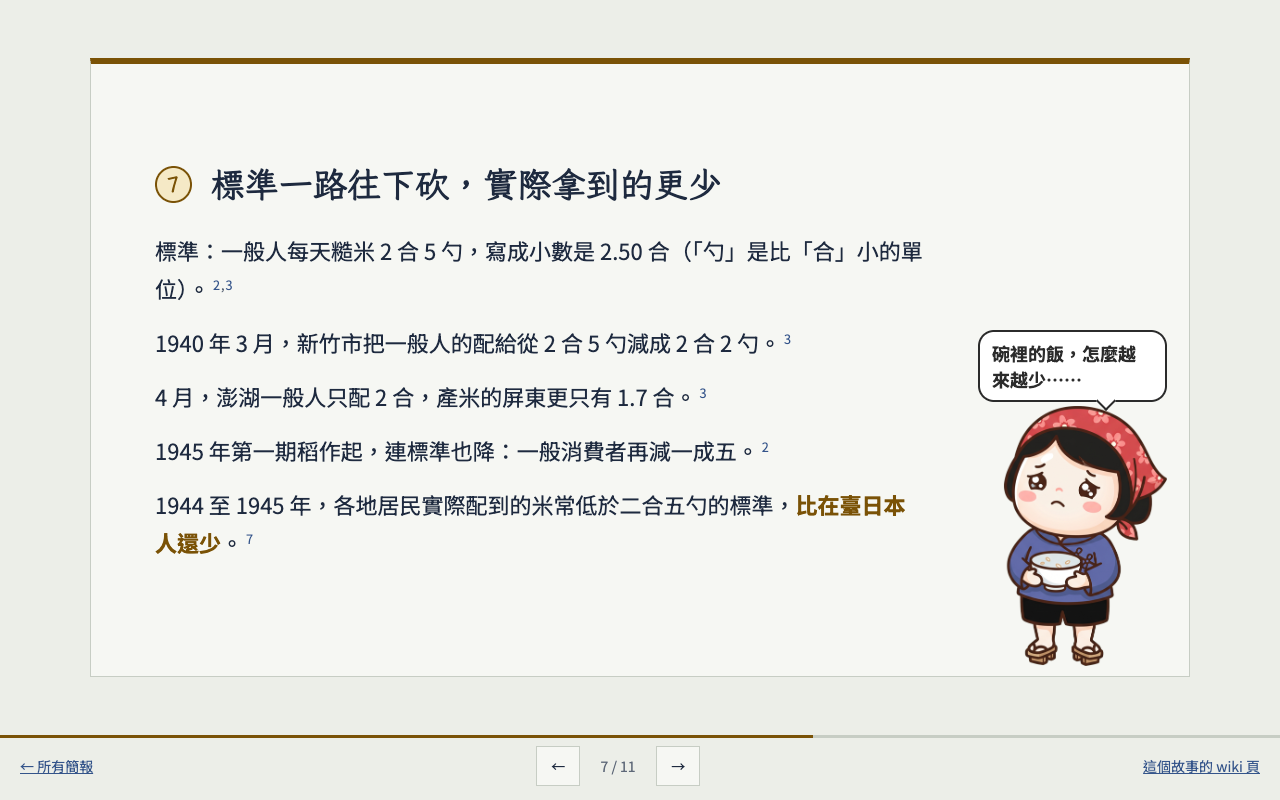 7 標準一路往下砍，實際拿到的更少
標準：一般人每天糙米 2 合 5 勺，寫成小數是 2.50 合（「勺」是比「合」小的單
位）。2,3
1940 年 3 月，新竹市把一般人的配給從 2 合 5 勺減成 2 合 2 勺。3
4 月，澎湖一般人只配 2 合，產米的屏東更只有 1.7 合。3
1945 年第一期稻作起，連標準也降：一般消費者再減一成五。2
1944 至 1945 年，各地居民實際配到的米常低於二合五勺的標準，比在臺日本
人還少。7
碗裡的飯，怎麼越
來越少⋯⋯
← 所有簡報
← 7 / 11 →
這個故事的 wiki 頁